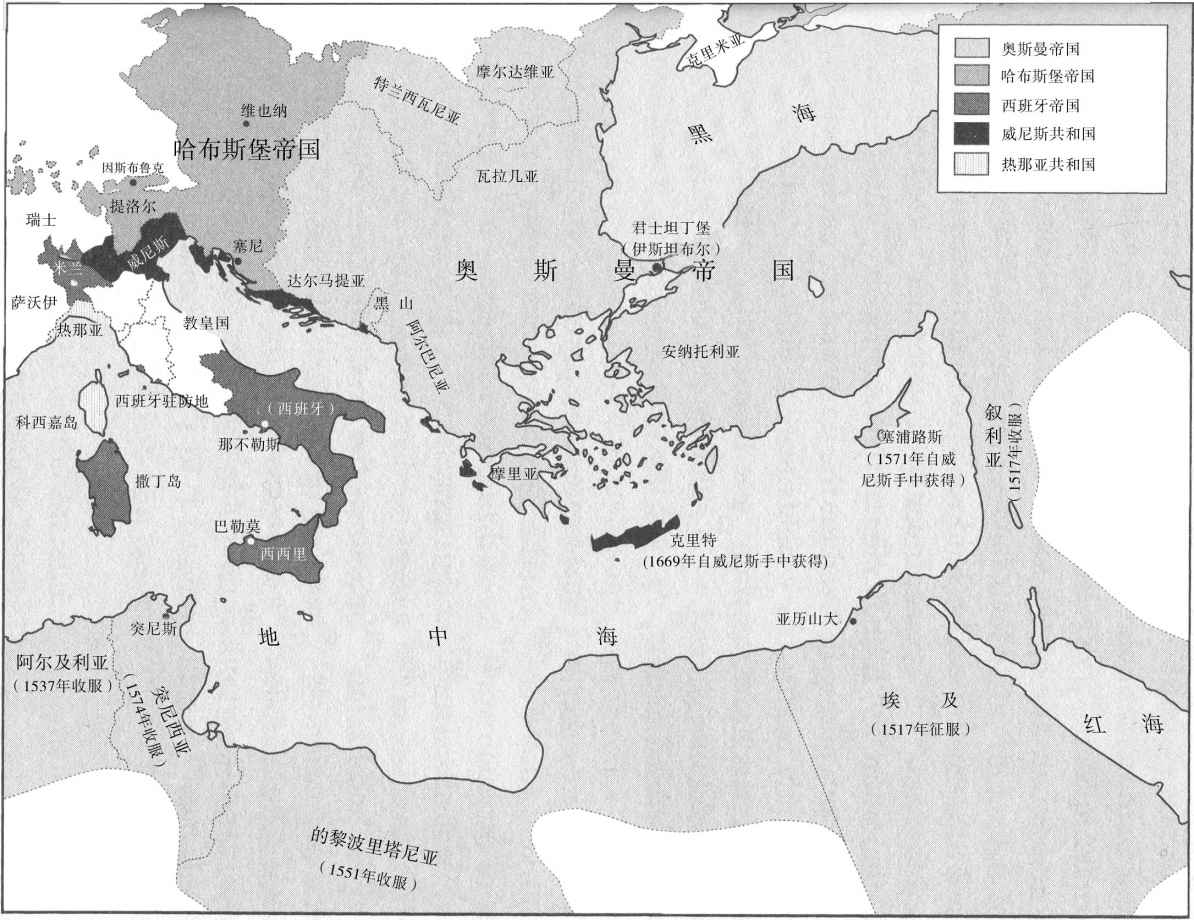 奥斯曼帝国
哈布斯堡帝国
西班牙帝国
威尼斯共和国
热那亚共和国
克里米亚
摩尔达维亚
特兰西瓦尼亚
黑 海
维也纳
哈布斯堡帝国
因斯布鲁克
瓦拉几亚
提洛尔
瑞士
威尼斯
塞尼
君士坦丁堡
（伊斯坦布尔）
米兰
奥 斯 曼 帝 国
达尔马提亚
萨沃伊
黑 山
教皇国
热那亚
阿尔巴尼亚
安纳托利亚
西班牙驻防地
（西班牙）
科西嘉岛
那不勒斯
叙利亚
（1517年收服）
塞浦路斯
（1571年自威
尼斯手中获得）
撒丁岛
摩里亚
巴勒莫
西西里
克里特
(1669年自威尼斯手中获得)
突尼斯
亚历山大
地 中 海
阿尔及利亚
（1537年收服）
突尼西亚
（1574年收服）
埃 及
（1517年征服）
红 海
的黎波里塔尼亚
（1551年收服）